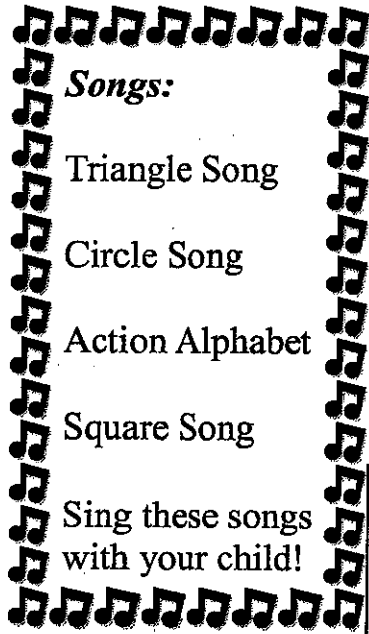 Songs:
Triangle Song
Circle Song
Action Alphabet
Square Song
Sing these songs
with your child!